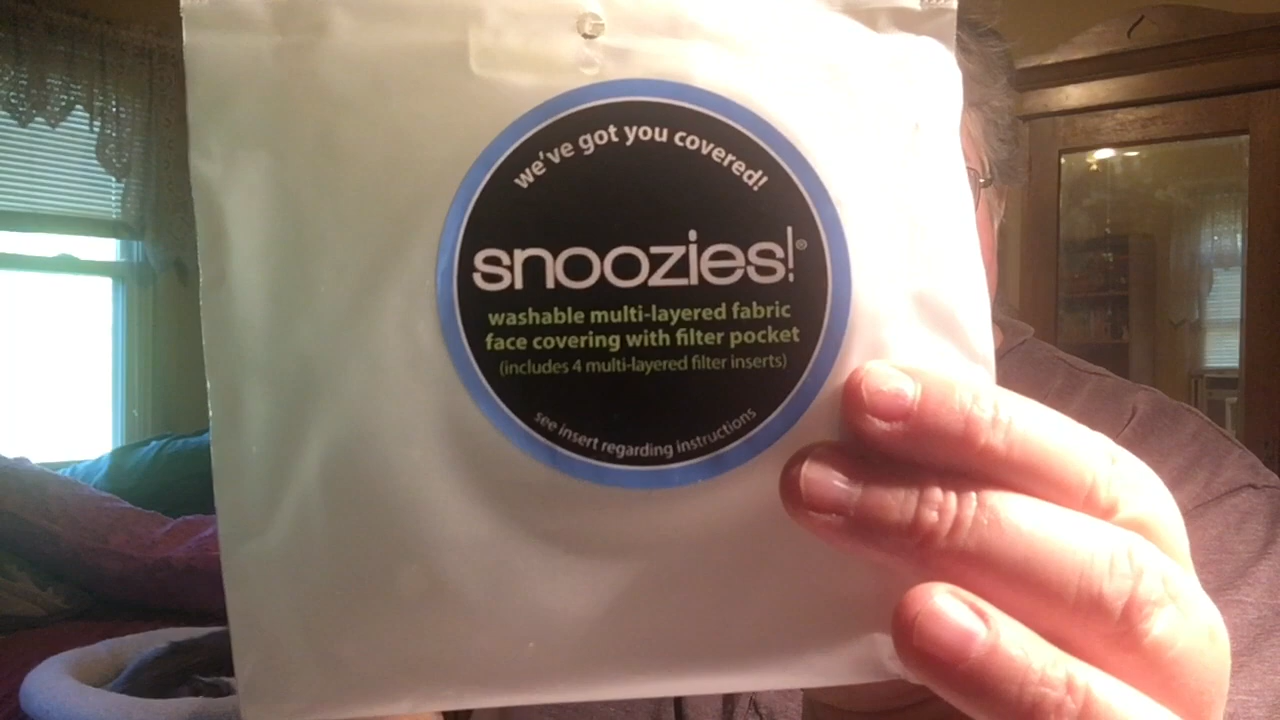 we've got you covered!
snoozies!®
washable multi-layered fabric
face covering with filter pocket
(includes 4 multi-layered filter inserts)
see insert regarding instructions